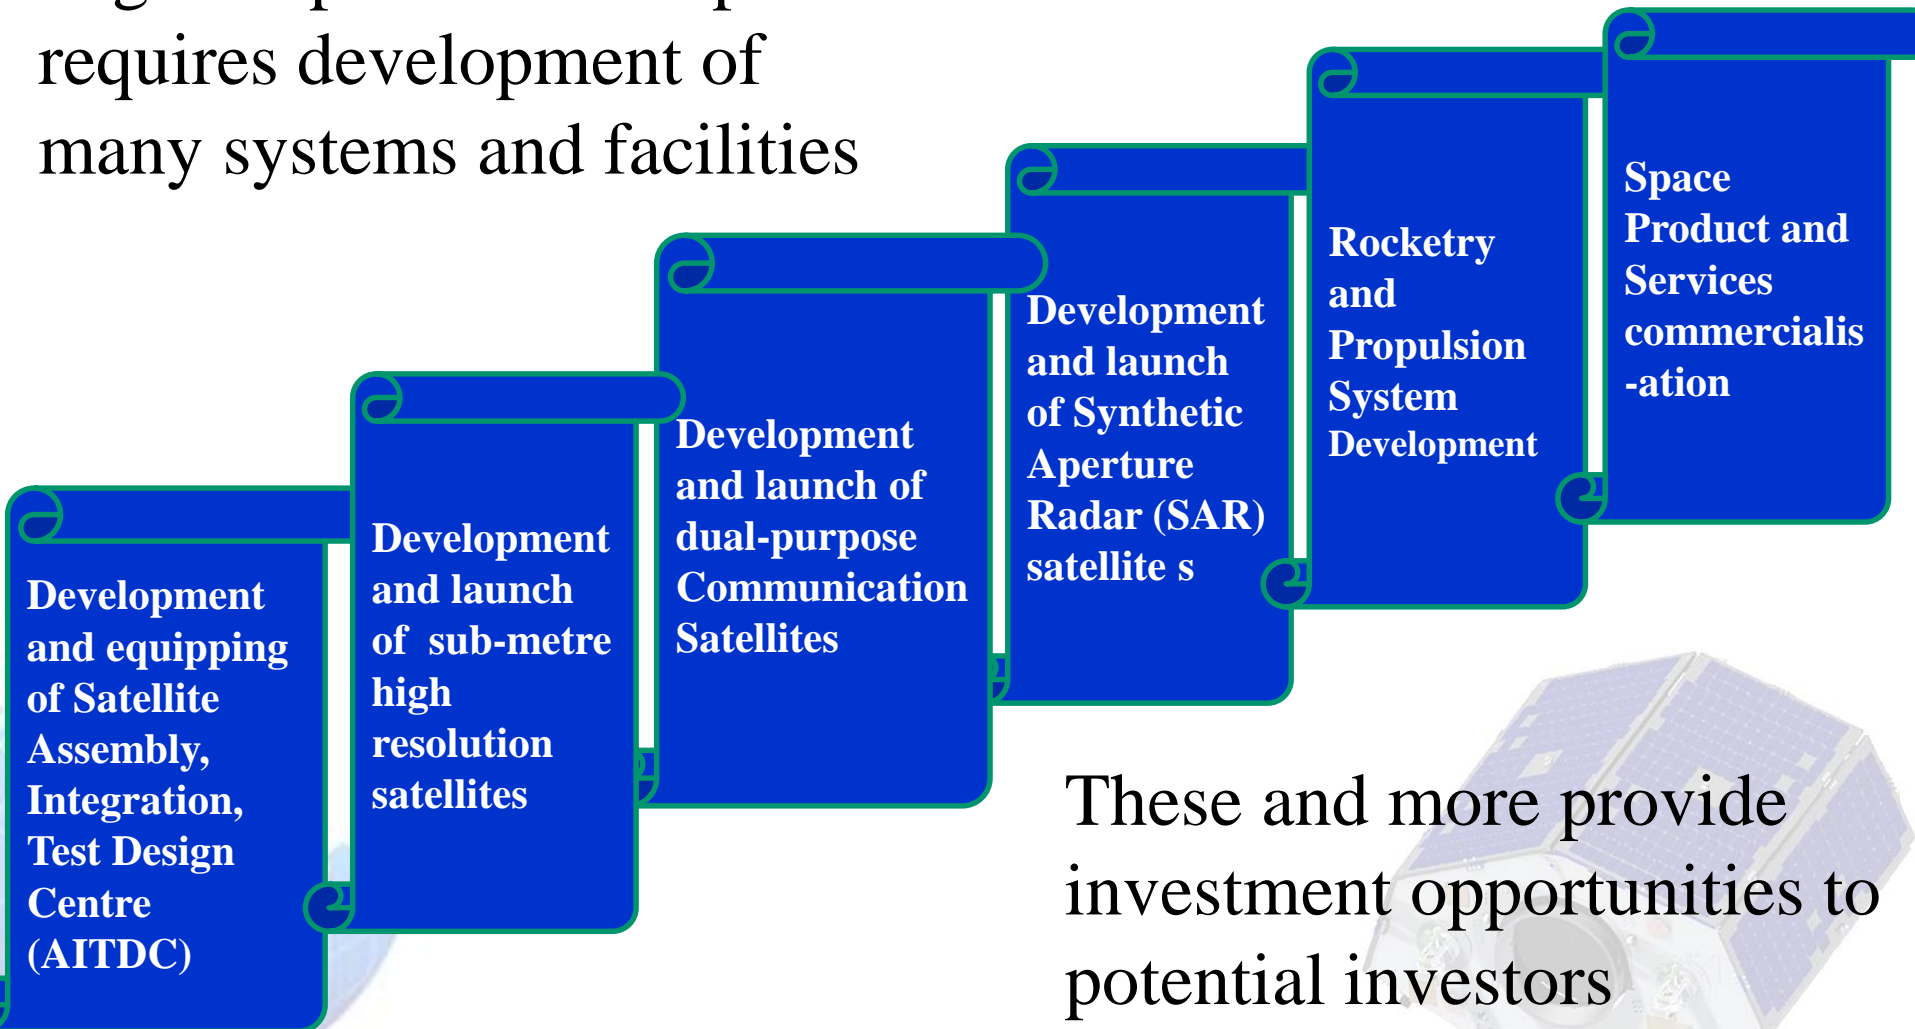 requires development of
many systems and facilities
Development
and equipping
of Satellite
Assembly,
Integration,
Test Design
Centre
(AITDC)
Development
and launch
of sub-metre
high
resolution
satellites
Development
and launch of
dual-purpose
Communication
Satellites
Development
and launch
of Synthetic
Aperture
Radar (SAR)
satellite s
Rocketry
and
Propulsion
System
Development
Space
Product and
Services
commercialis
-ation
These and more provide
investment opportunities to
potential investors